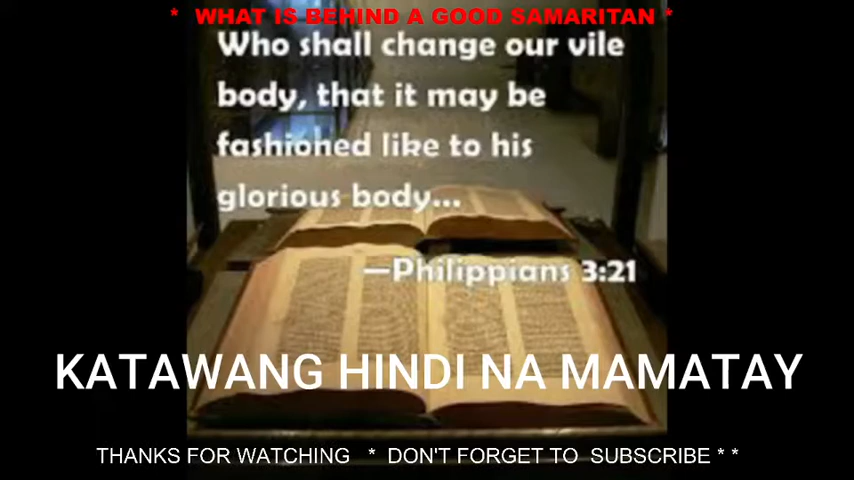 * WHAT IS BEHIND A GOOD SAMARITAN *
Who shall change our vile
body, that it may be
fashioned like to his
glorious body...
—Philippians 3:21
KATAWANG HINDI NA MAMATAY
THANKS FOR WATCHING * DON'T FORGET TO SUBSCRIBE * *